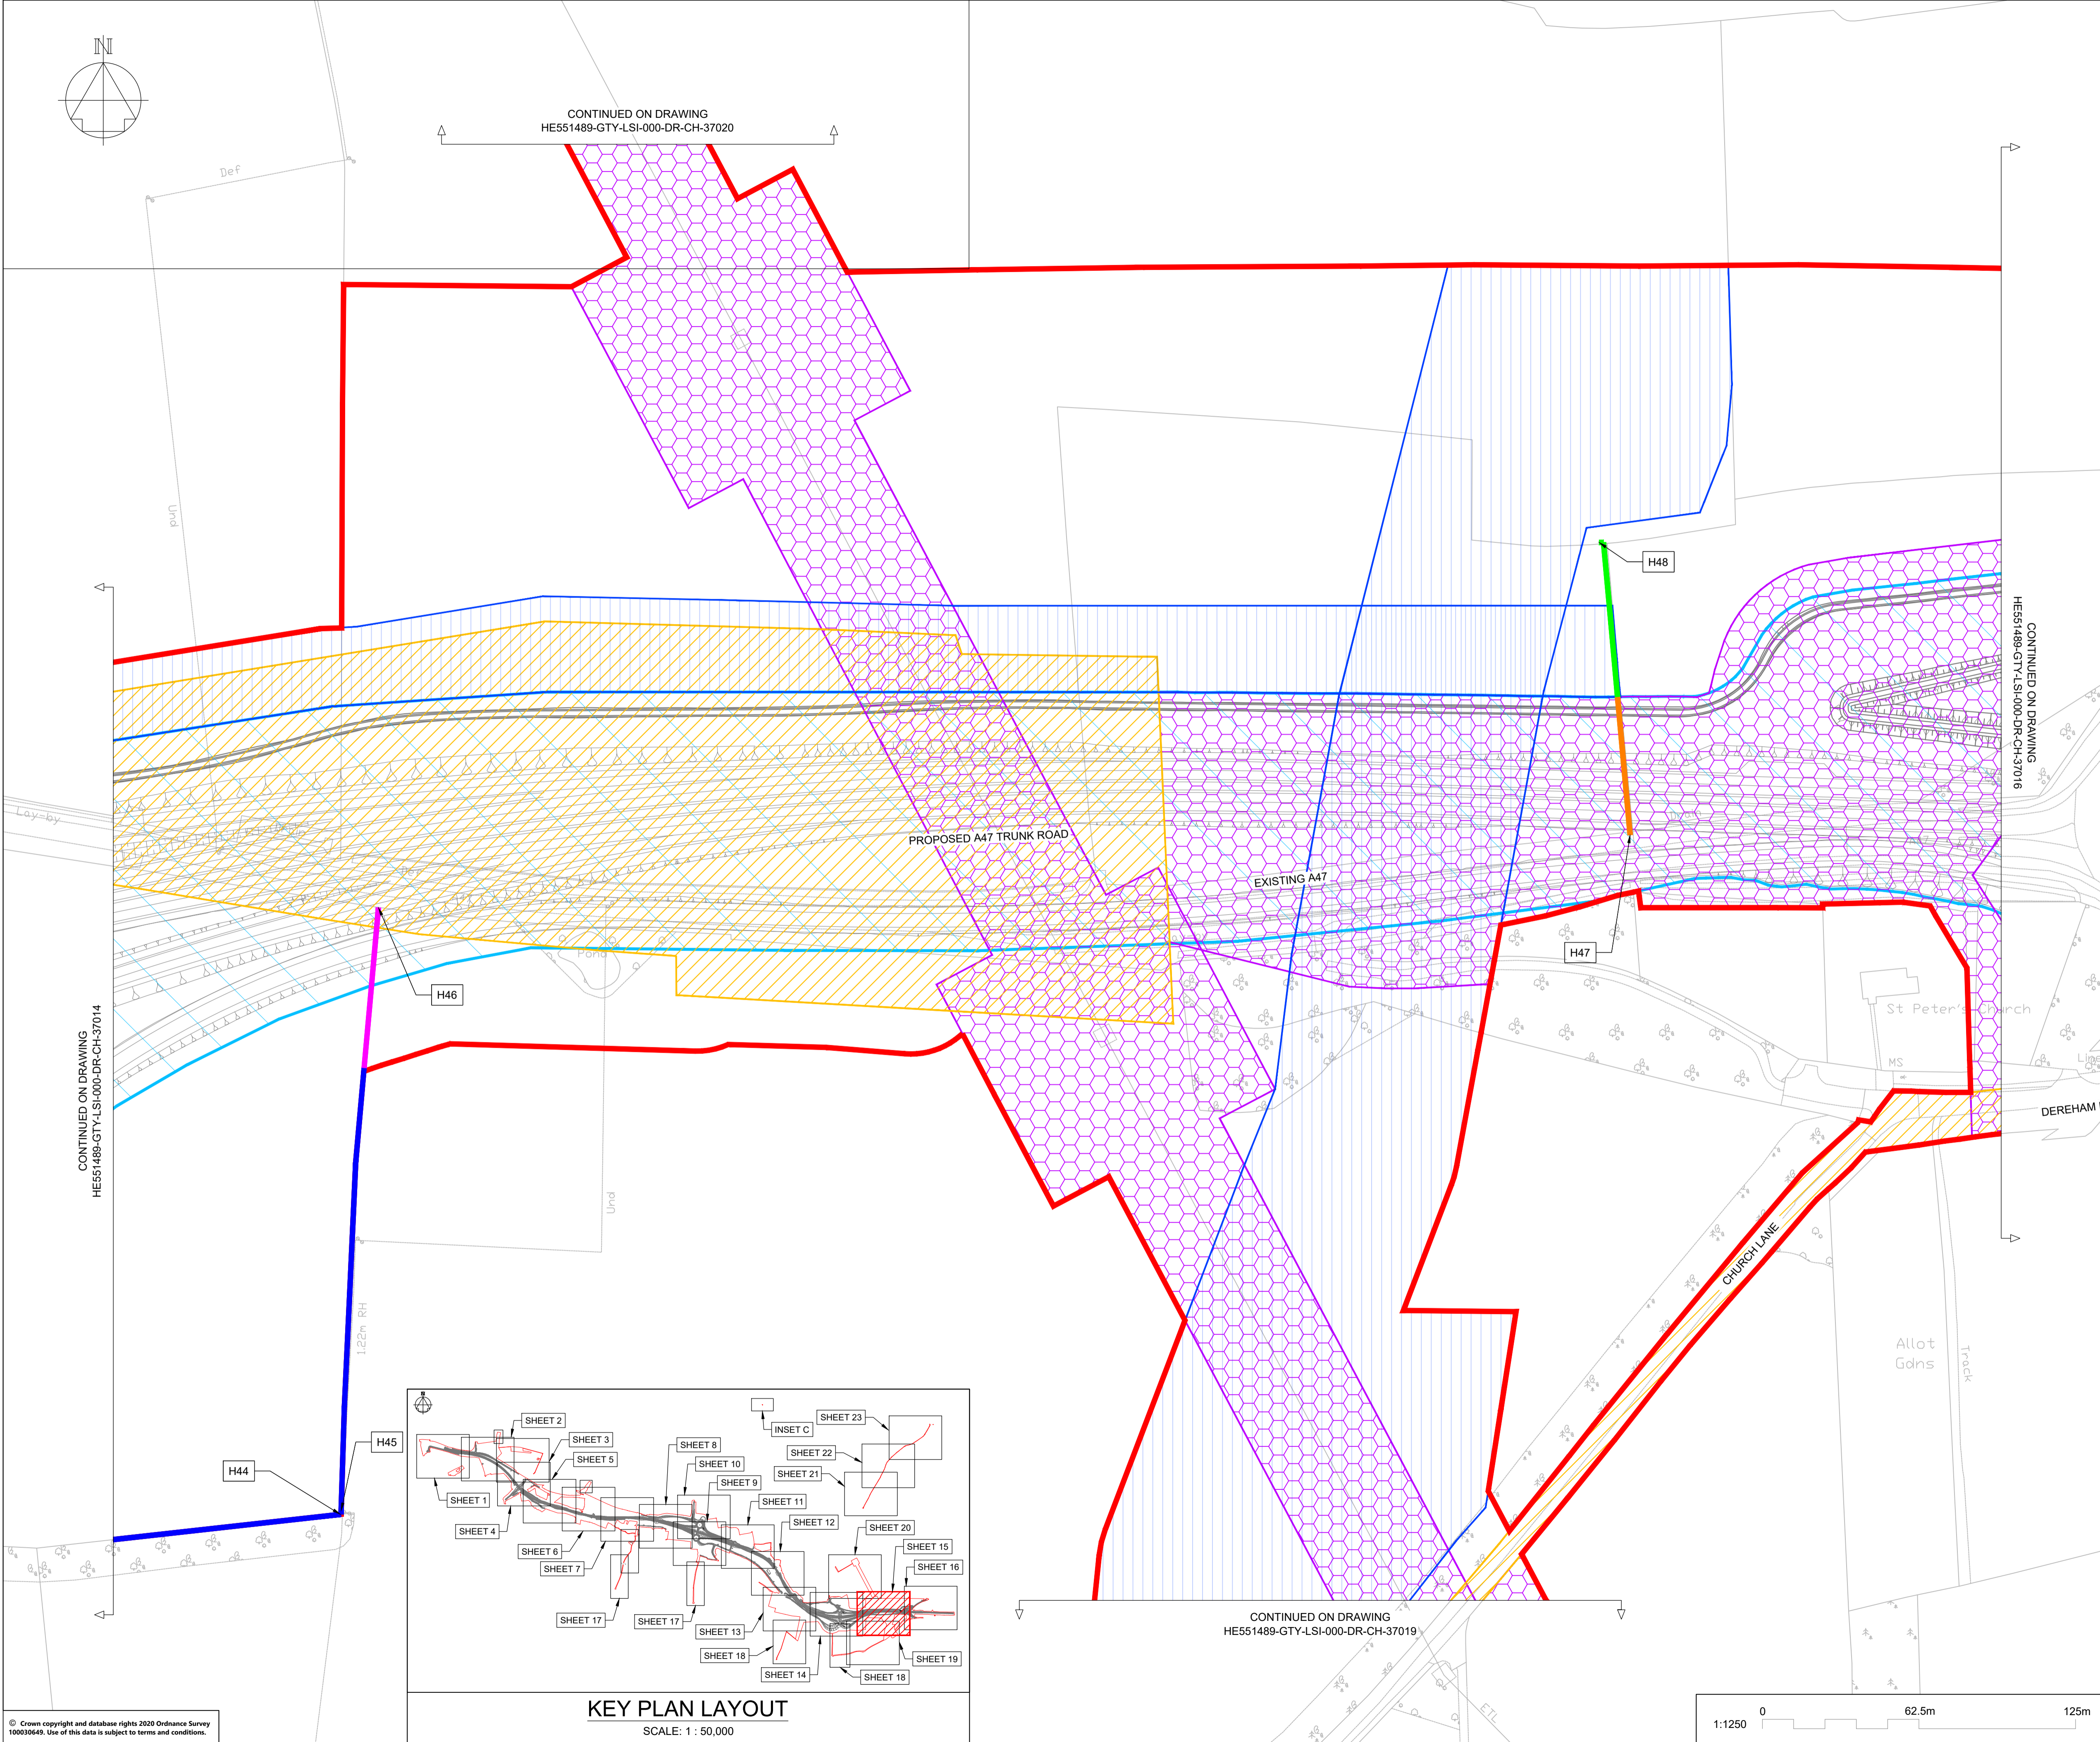 N
CONTINUED ON DRAWING
HE551489-GTY-LSI-000-DR-CH-37020
Def
Und
H48
CONTINUED ON DRAWING
HE551489-GTY-LSI-000-DR-CH-37016
Lay-by
PROPOSED A47 TRUNK ROAD
EXISTING A47
Pond
H47
H46
St Peter's Church
MS
DEREHAM
CONTINUED ON DRAWING
HE551489-GTY-LSI-000-DR-CH-37014
Und
CHURCH LANE
1.22m RH
Allot
Gdns
Track
H45
H44
N
INSET C
SHEET 23
SHEET 2
SHEET 3
SHEET 8
SHEET 22
SHEET 5
SHEET 10
SHEET 21
SHEET 9
SHEET 1
SHEET 11
SHEET 12
SHEET 4
SHEET 20
SHEET 6
SHEET 15
SHEET 7
SHEET 16
SHEET 17
SHEET 17
SHEET 13
SHEET 18
SHEET 19
SHEET 14
SHEET 18
CONTINUED ON DRAWING
HE551489-GTY-LSI-000-DR-CH-37019
ETL
KEY PLAN LAYOUT
SCALE: 1 : 50,000
© Crown copyright and database rights 2020 Ordnance Survey
100030649. Use of this data is subject to terms and conditions.
1:1250
0
62.5m
125m